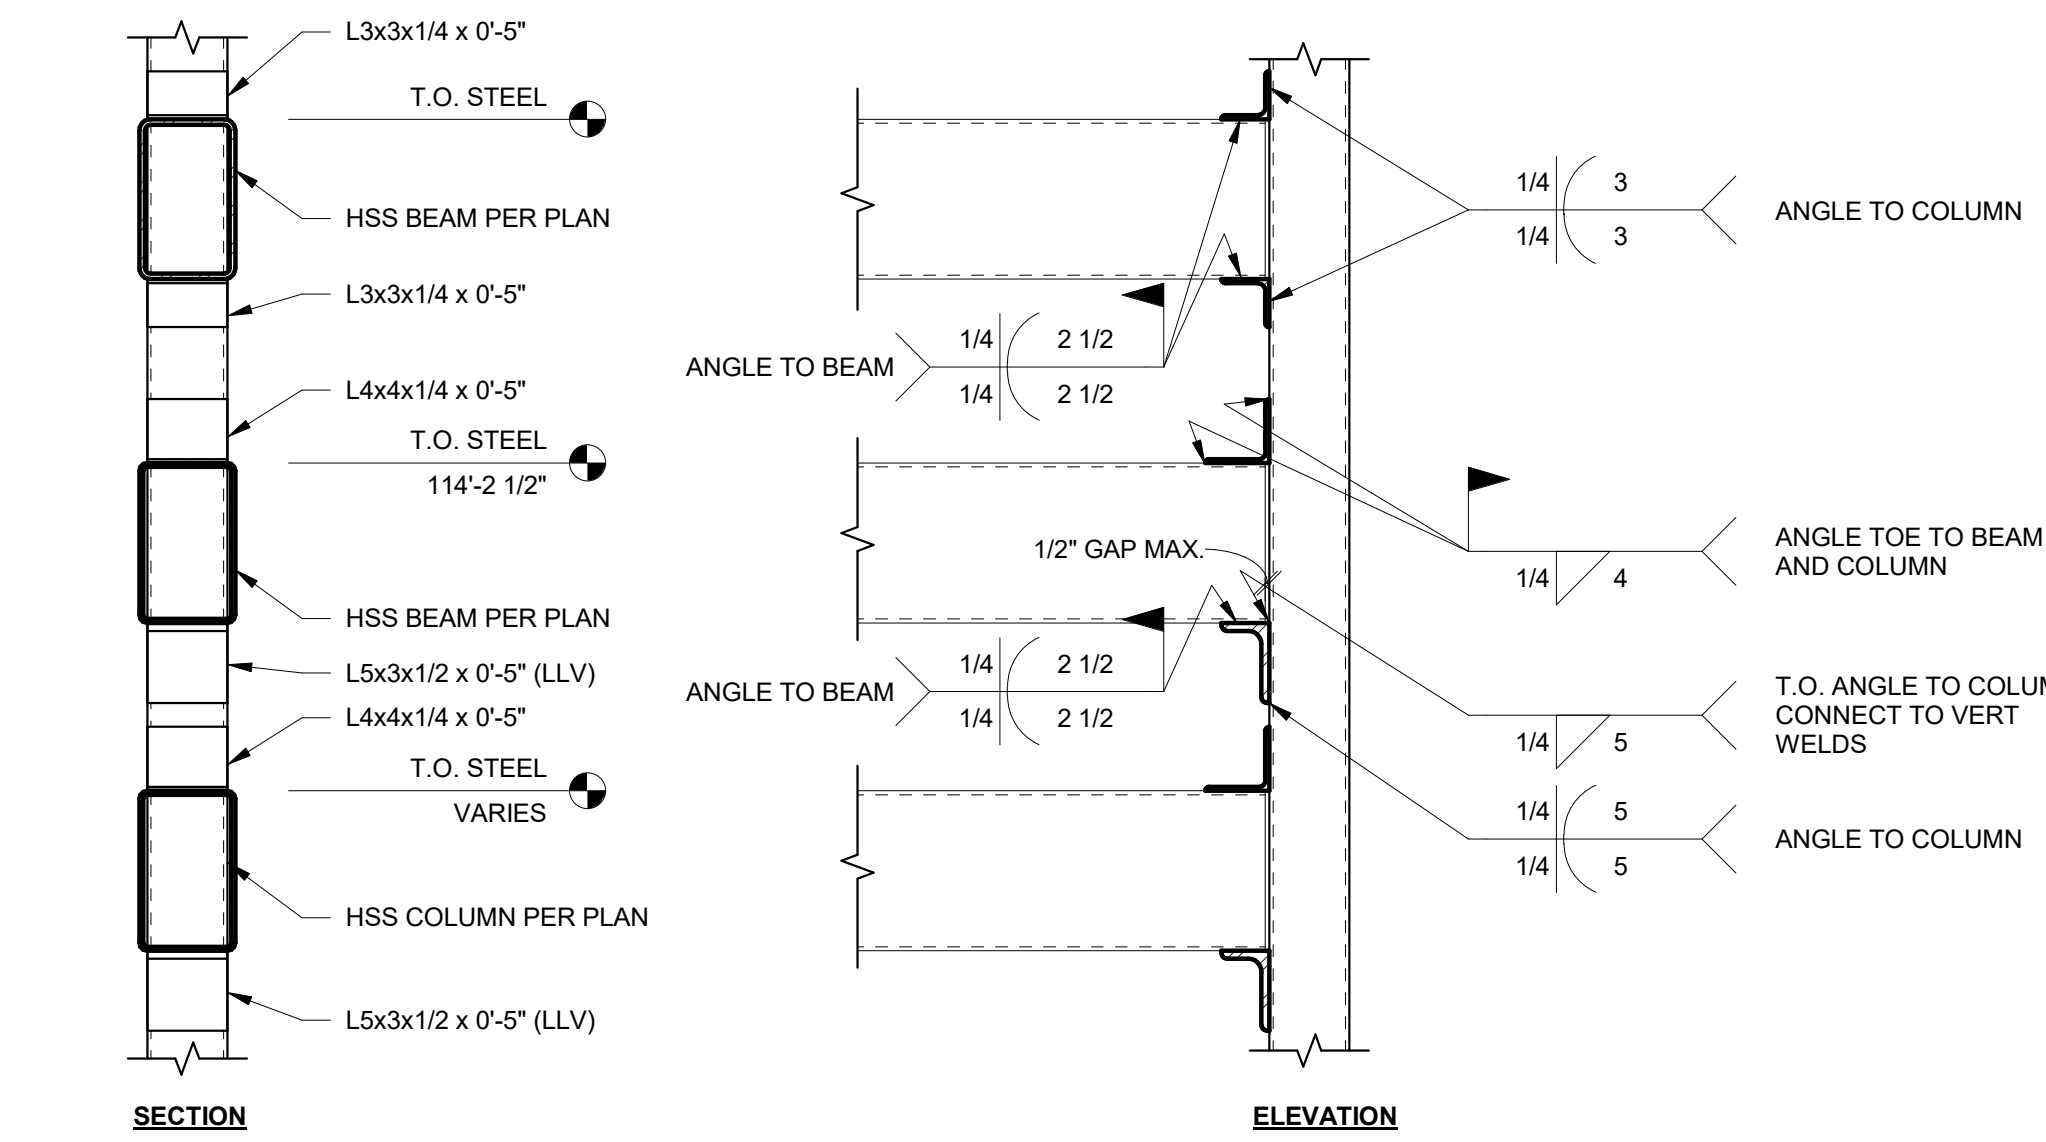 L3x3x1/4 x 0'-5"
T.O. STEEL
HSS BEAM PER PLAN
L3x3x1/4 x 0'-5"
L4x4x1/4 x 0'-5"
T.O. STEEL
114'-2 1/2"
HSS BEAM PER PLAN
L5x3x1/2 x 0'-5" (LLV)
L4x4x1/4 x 0'-5"
T.O. STEEL
VARIES
HSS COLUMN PER PLAN
L5x3x1/2 x 0'-5" (LLV)
SECTION
1/4 3
1/4 3
ANGLE TO COLUMN
ANGLE TO BEAM
1/4 2 1/2
1/4 2 1/2
1/2" GAP MAX.
1/4 4
ANGLE TOE TO BEAM
AND COLUMN
ANGLE TO BEAM
1/4 2 1/2
1/4 2 1/2
1/4 5
T.O. ANGLE TO
CONNECT TO VERT
WELDS
1/4 5
1/4 5
ANGLE TO COLUMN
ELEVATION